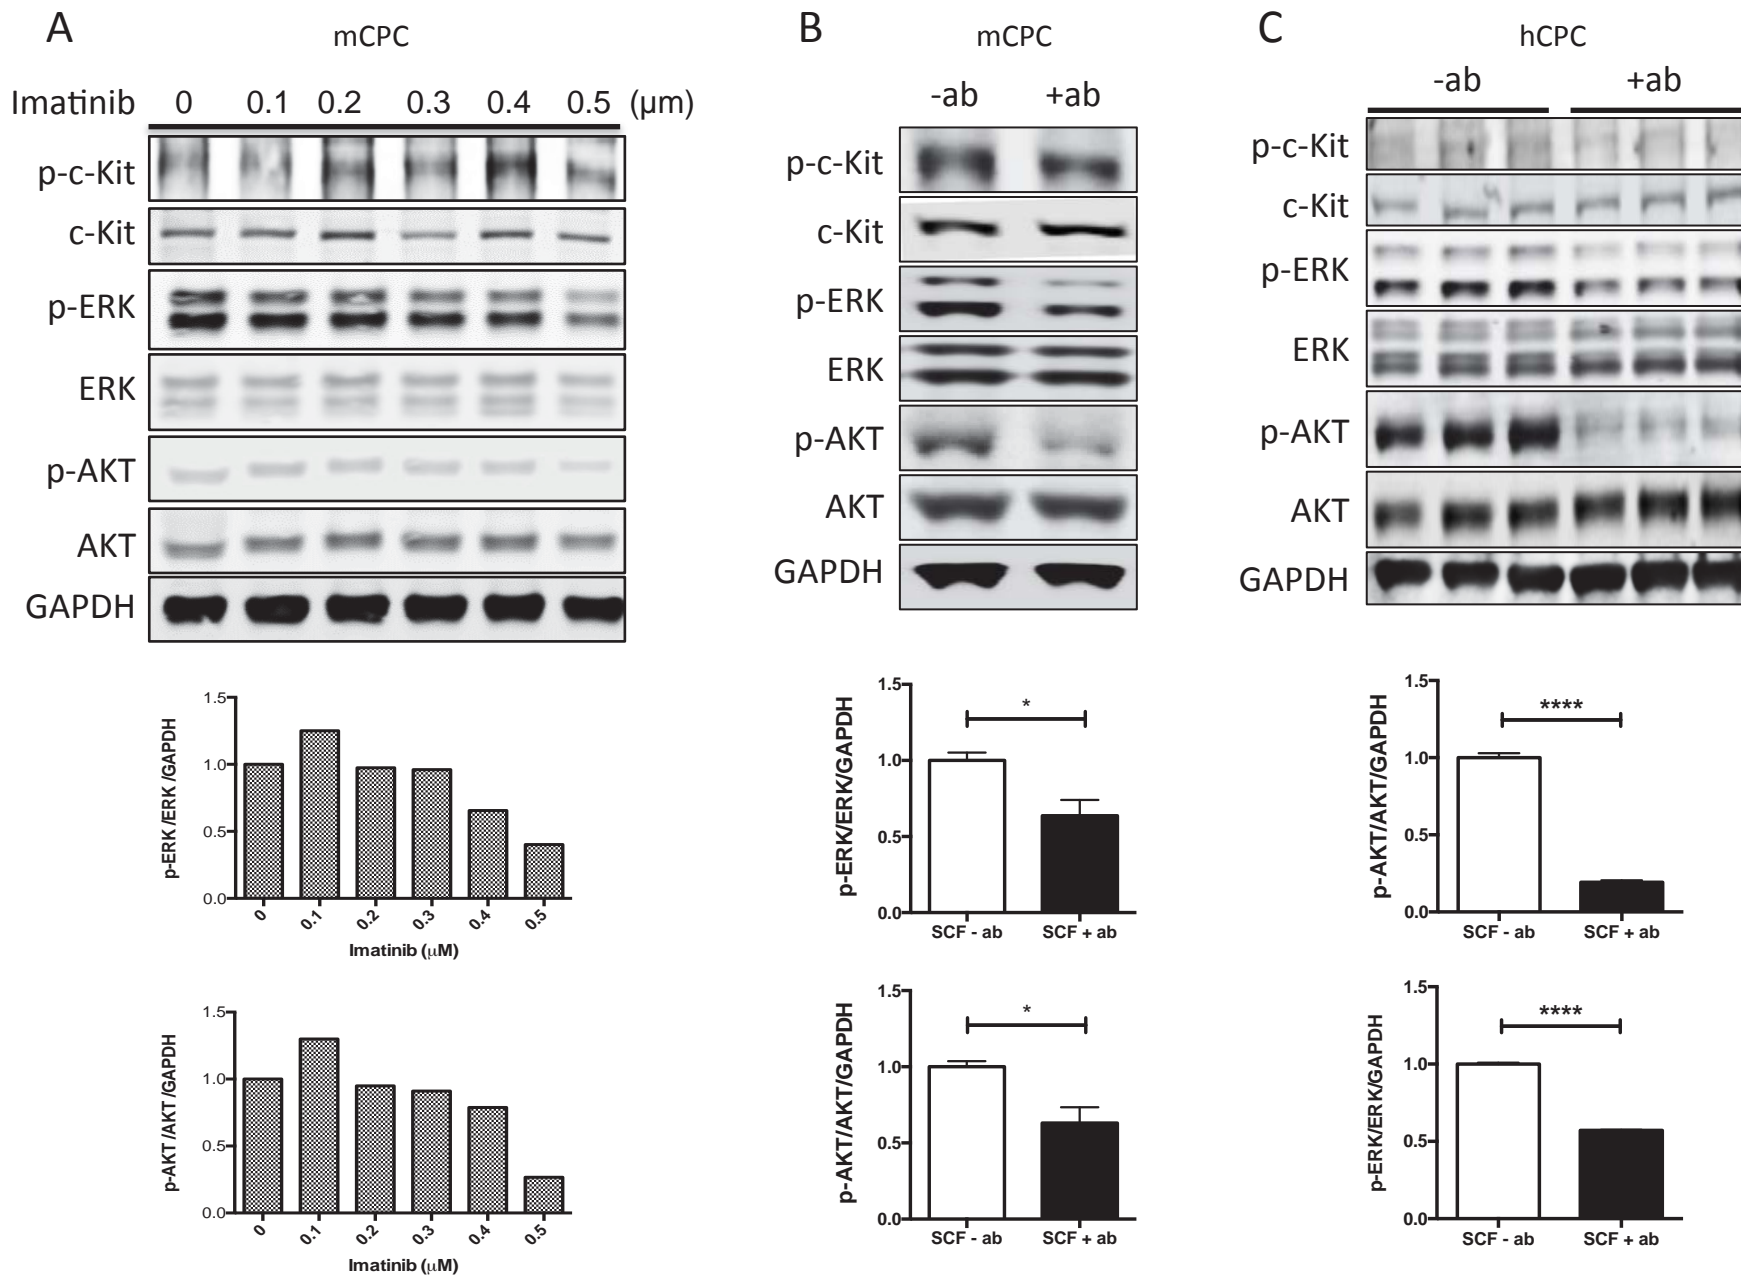 A
mCPC
Imatinib 0 0.1 0.2 0.3 0.4 0.5 (μm)
p-c-Kit
c-Kit
p-ERK
ERK
p-AKT
AKT
GAPDH
1.5
1.0
0.5
0.0
p-ERK/ERK/GAPDH
0 0.1 0.2 0.3 0.4 0.5
Imatinib (μM)
1.5
1.0
0.5
0.0
p-AKT/AKT/GAPDH
0 0.1 0.2 0.3 0.4 0.5
Imatinib (μM)
B
mCPC
-ab +ab
p-c-Kit
c-Kit
p-ERK
ERK
p-AKT
AKT
GAPDH
1.5
1.0
0.5
0.0
p-ERK/ERK/GAPDH
*
SCF - ab SCF + ab
1.5
1.0
0.5
0.0
p-AKT/AKT/GAPDH
*
SCF - ab SCF + ab
C
hCPC
-ab +ab
p-c-Kit
c-Kit
p-ERK
ERK
p-AKT
AKT
GAPDH
1.5
1.0
0.5
0.0
p-AKT/AKT/GAPDH
****
SCF - ab SCF + ab
1.5
1.0
0.5
0.0
p-ERK/ERK/GAPDH
****
SCF - ab SCF + ab